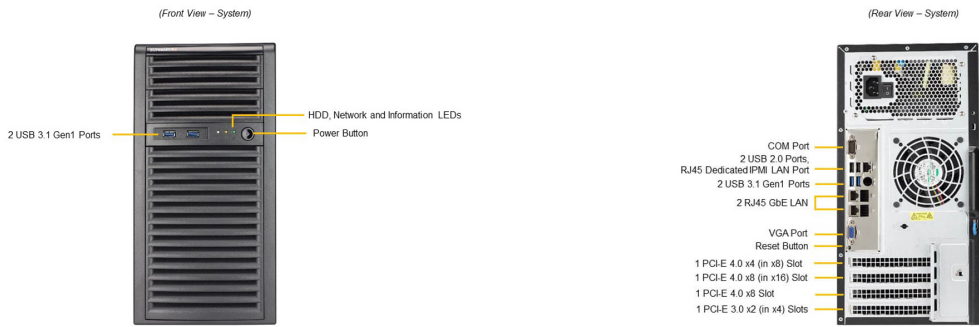 (Front View – System)
(Rear View – System)
HDD, Network and Information LEDs
2 USB 3.1 Gen1 Ports
Power Button
COM Port
2 USB 2.0 Ports,
RJ45 Dedicated IPMI LAN Port
2 USB 3.1 Gen1 Ports
2 RJ45 GbE LAN
VGA Port
Reset Button
1 PCI-E 4.0 x4 (in x8) Slot
1 PCI-E 4.0 x8 (in x16) Slot
1 PCI-E 4.0 x8 Slot
1 PCI-E 3.0 x2 (in x4) Slots